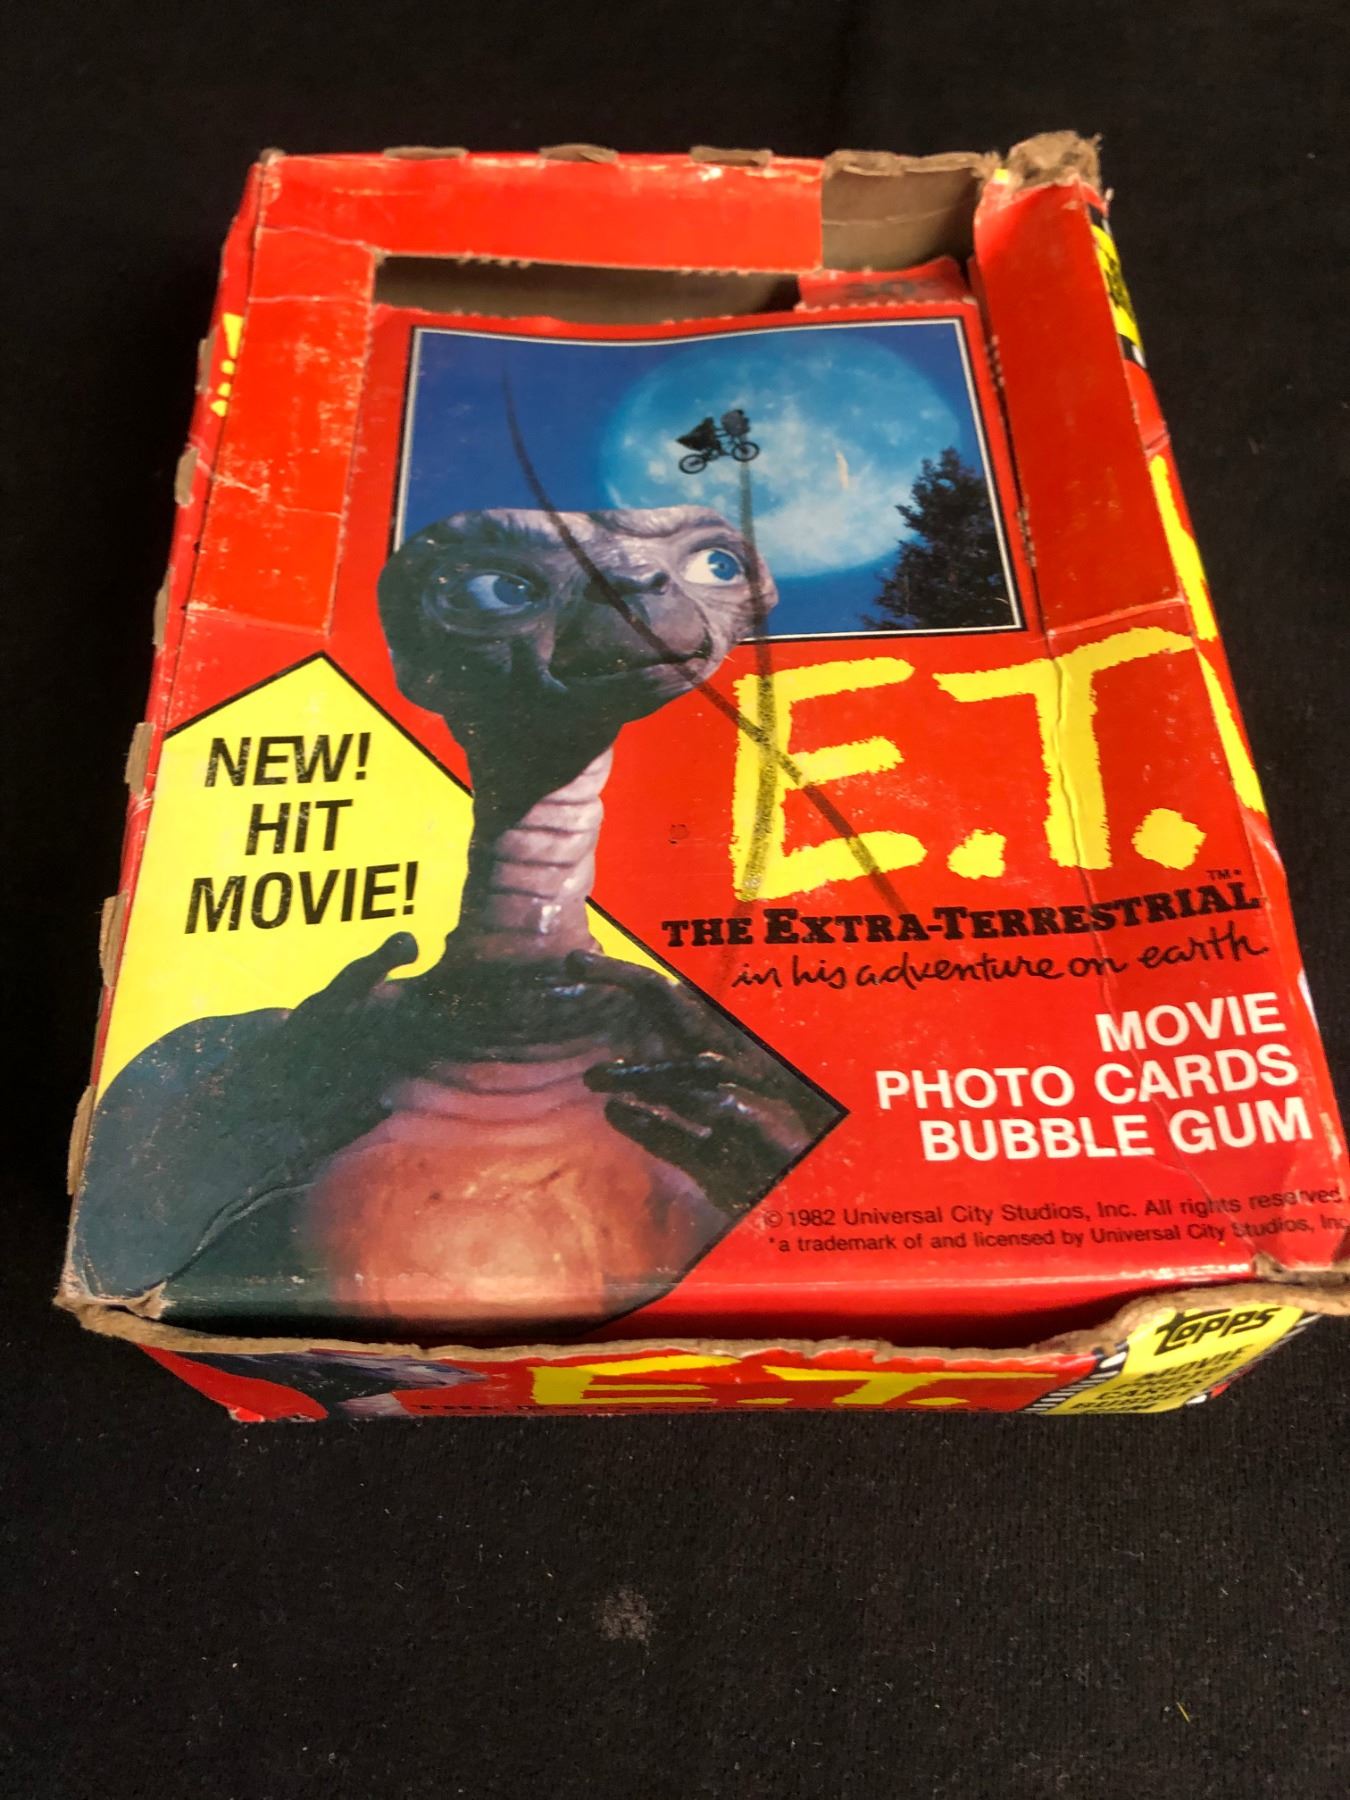 NEW!
HIT
MOVIE!
E.T.
TM*
THE EXTRA-TERRESTRIAL
in his adventure on earth
MOVIE
PHOTO CARDS
BUBBLE GUM
© 1982 Universal City Studios, Inc. All rights reserved
*a trademark of and licensed by Universal City Studios, Inc
topps
E.T.
MOVIE